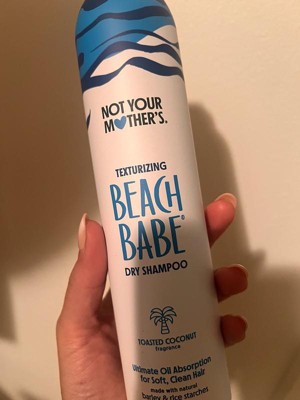 NOT YOUR
MOTHER'S.
TEXTURIZING
BEACH
BABE®
DRY SHAMPOO
TOASTED COCONUT
fragrance
Ultimate Oil Absorption
for Soft, Clean Hair
made with natural
barley & rice starches